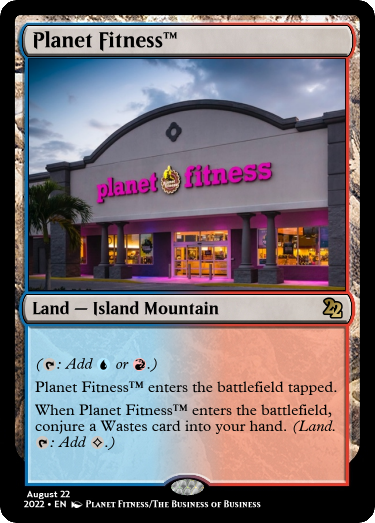 Planet Fitness™
planet fitness
Land — Island Mountain
22
(: Add or .)
Planet Fitness™ enters the battlefield tapped.
When Planet Fitness™ enters the battlefield,
conjure a Wastes card into your hand. (Land.
: Add .)
August 22
2022 • EN Planet Fitness/The Business of Business